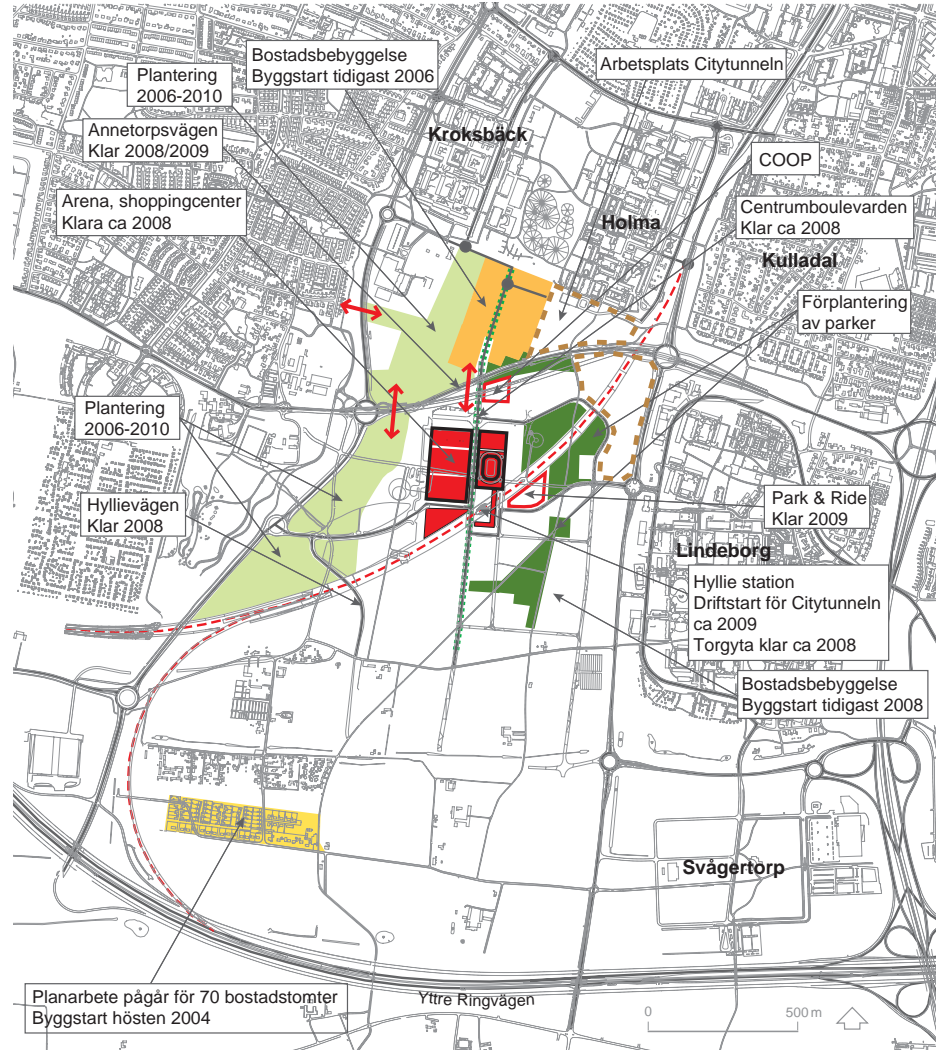 Bostadsbebyggelse
Byggstart tidigast 2006
Plantering
2006-2010
Arbetsplats Citytunneln
Annetorpsvägen
Klar 2008/2009
Kroksbäck
COOP
Arena, shoppingcenter
Klara ca 2008
Holma
Centrumboulevarden
Klar ca 2008
Kulladal
Förplantering
av parker
Plantering
2006-2010
Hyllievägen
Klar 2008
Park & Ride
Klar 2009
Lindeborg
Hyllie station
Driftstart för Citytunneln
ca 2009
Torgyta klar ca 2008
Bostadsbebyggelse
Byggstart tidigast 2008
Svågertorp
Planarbete pågår för 70 bostadstomter
Byggstart hösten 2004
Yttre Ringvägen
0
500 m